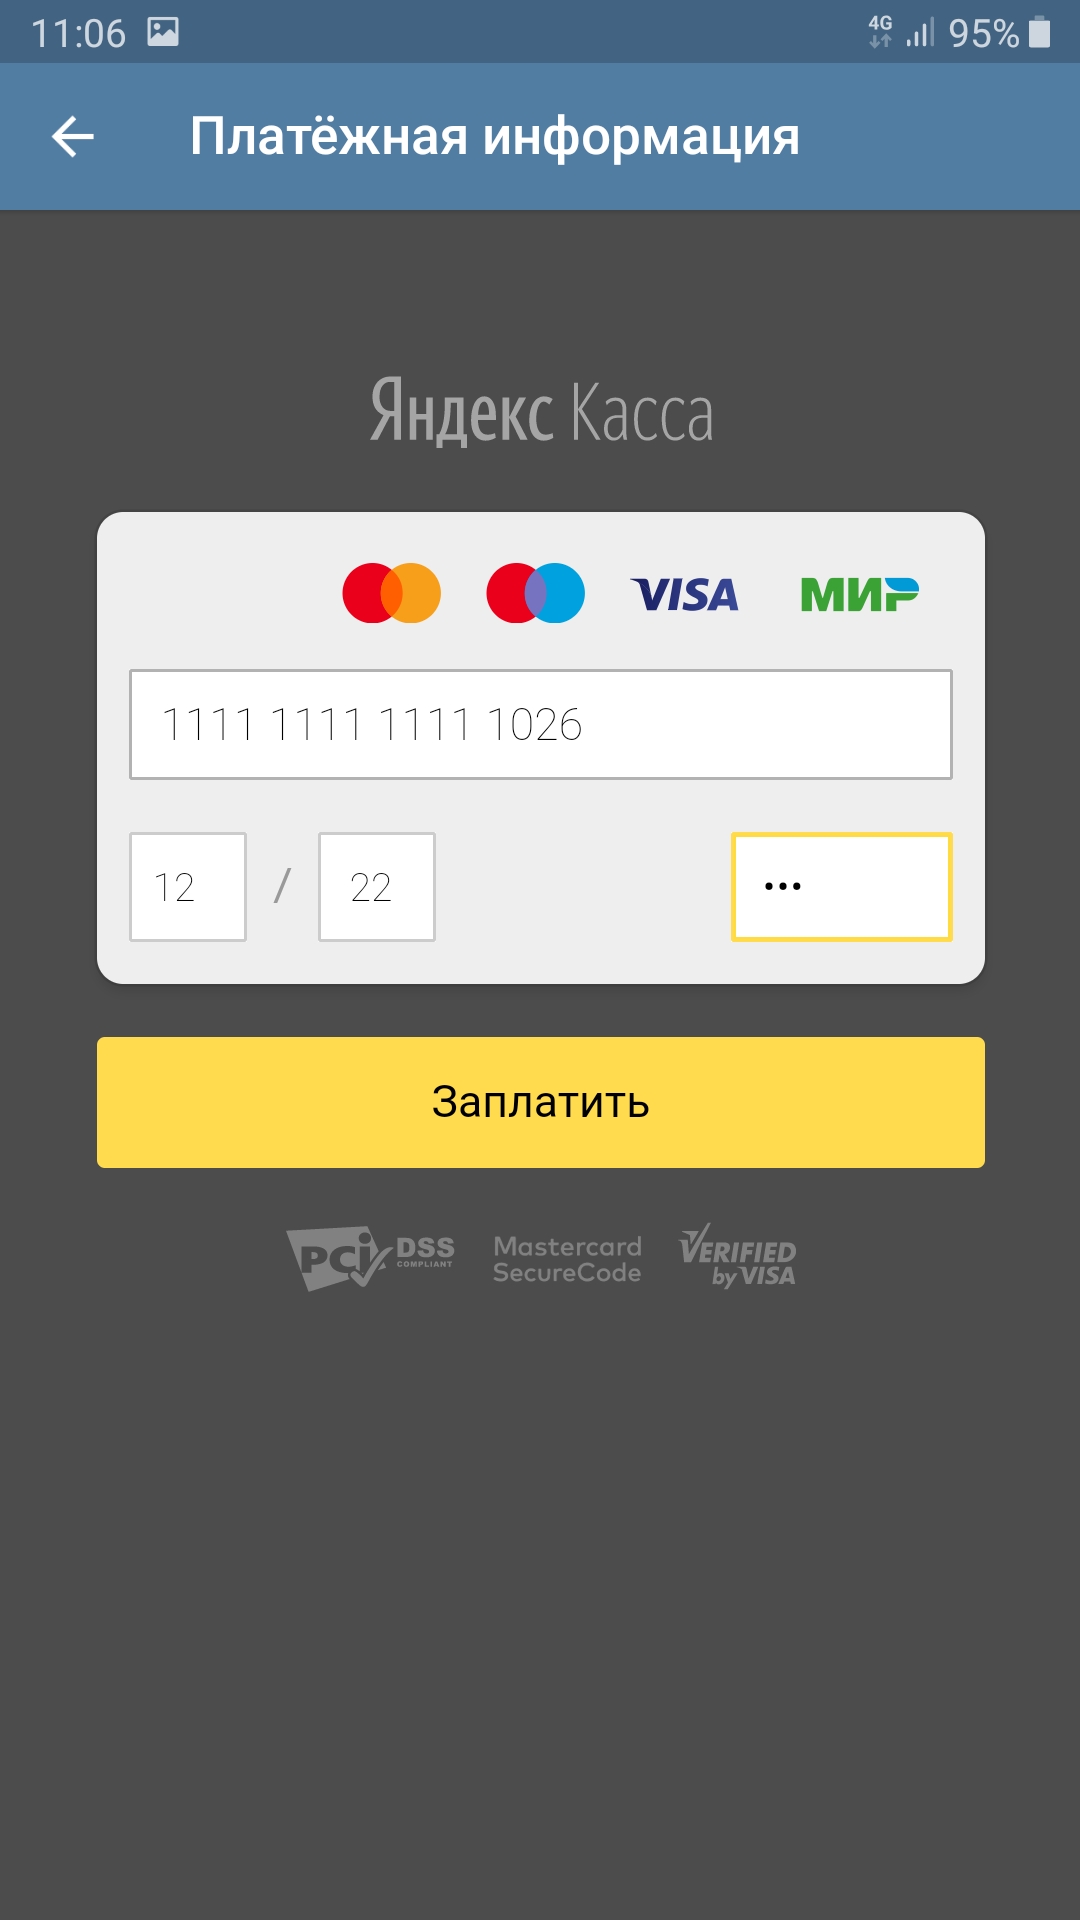 11:06
4G
95%
Платёжная информация
Яндекс Касса
VISA
МИР
1111 1111 1111 1026
12 / 22
•••
Заплатить
PCI DSS
COMPLIANT
Mastercard
SecureCode
VERIFIED
by VISA